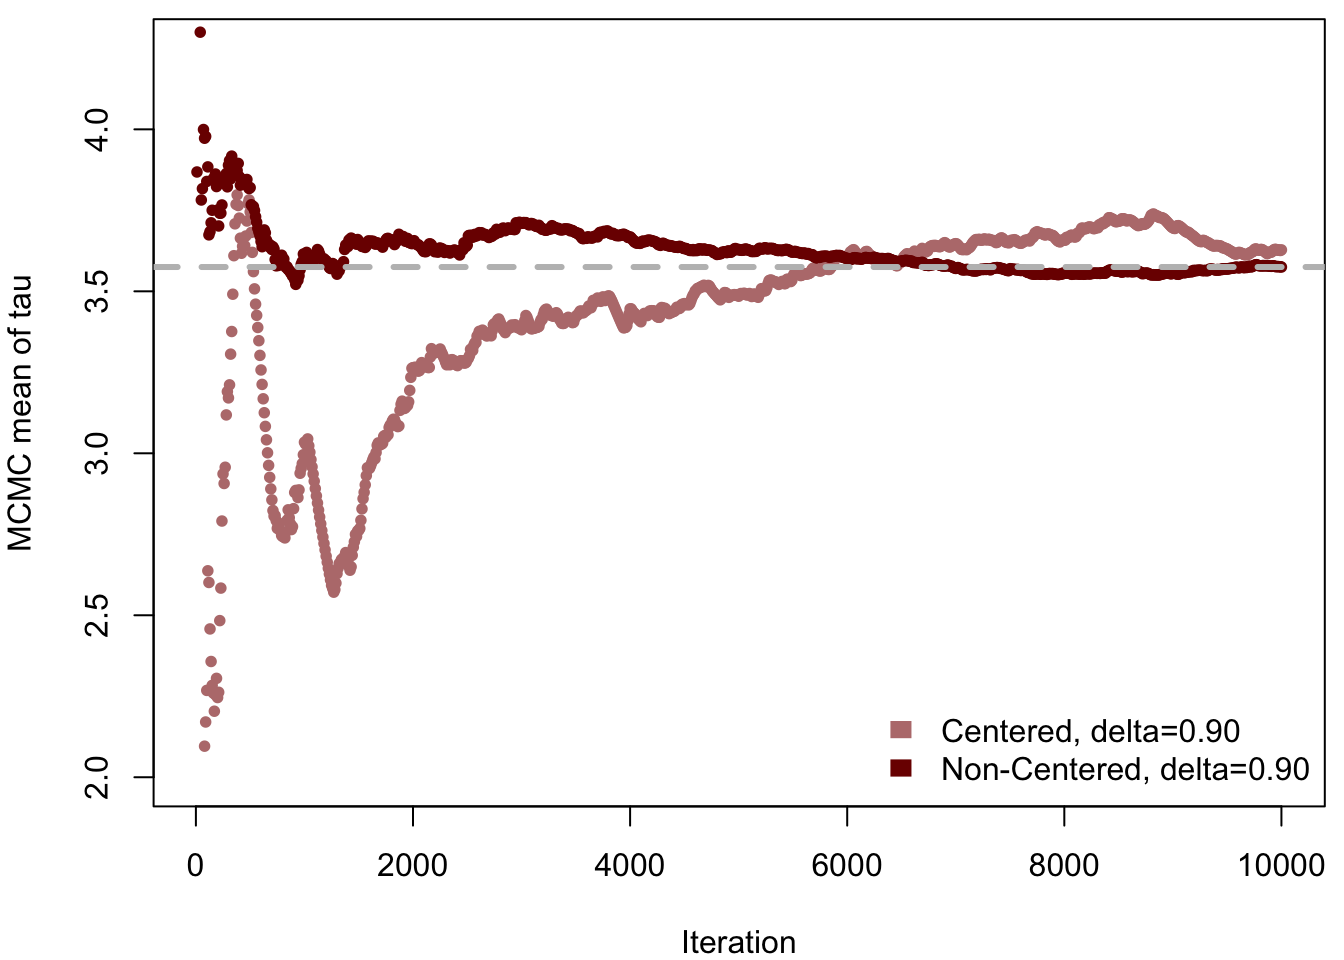 MCMC mean of tau
4.0
3.5
3.0
2.5
2.0
Centered, delta=0.90
Non-Centered, delta=0.90
0 2000 4000 6000 8000 10000
Iteration